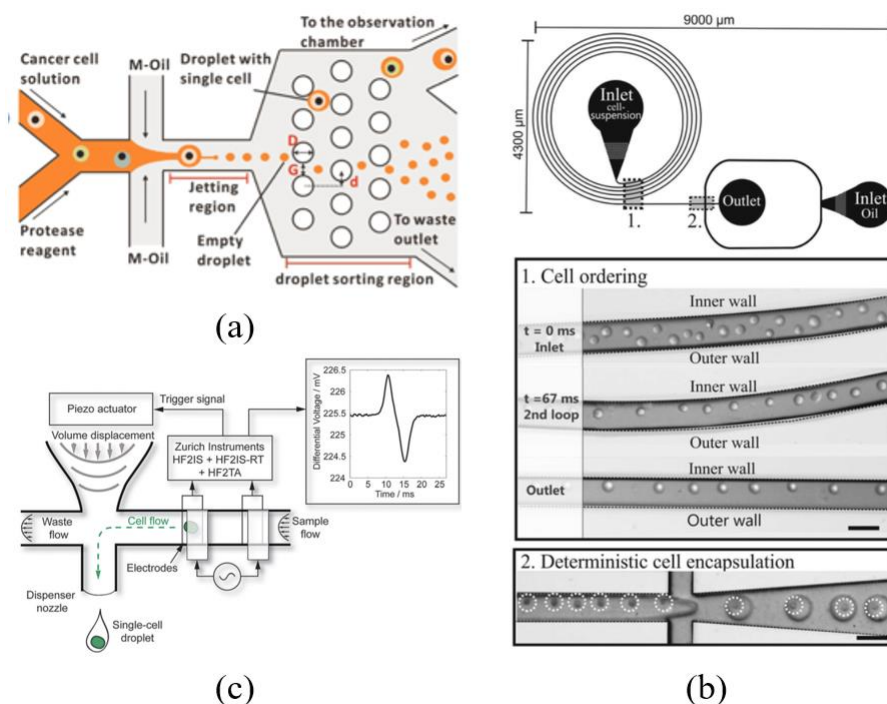 Cancer cell
solution
M-Oil
Droplet with
single cell
To the observation
chamber
D
G
d
Jetting
region
Protease
reagent
M-Oil
Empty
droplet
To waste
outlet
droplet sorting region
(a)
9000 µm
4300 µm
Inlet
cell-
suspension
1.
2.
Outlet
Inlet
Oil
1. Cell ordering
Inner wall
t = 0 ms
Inlet
Outer wall
Inner wall
t =67 ms
2nd loop
Outer wall
Inner wall
Outlet
Outer wall
2. Deterministic cell encapsulation
(b)
Piezo actuator
Trigger signal
Volume displacement
Zurich Instruments
HF2IS + HF2IS-RT
+ HF2TA
Differential Voltage / mV
226.5
226
225.5
225
224.5
224
0 10 15 20 25
Time / ms
Waste
flow
Cell flow
Sample
flow
Electrodes
Dispenser
nozzle
Single-cell
droplet
(c)